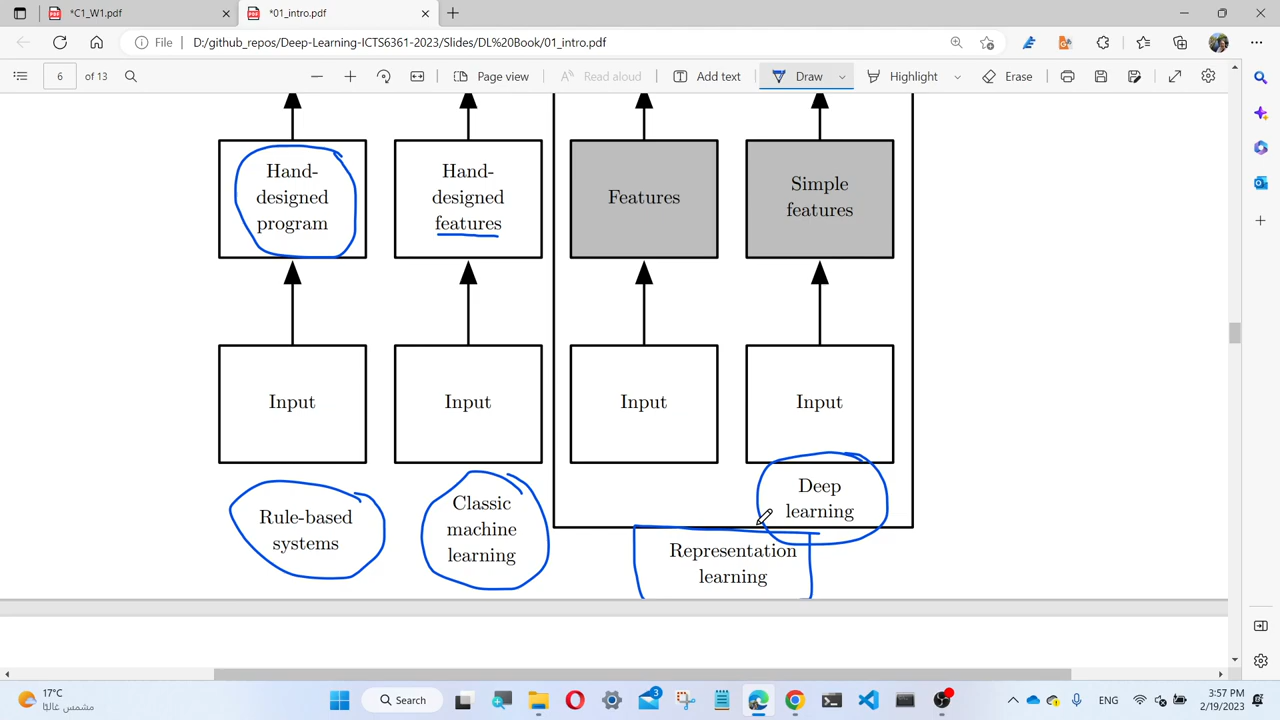 *C1_W1.pdf
*01_intro.pdf
File
D:/github_repos/Deep-Learning-ICTS6361-2023/Slides/DL%20Book/01_intro.pdf
6 of 13
Page view
Read aloud
Add text
Draw
Highlight
Erase
Hand-
designed
program
Hand-
designed
features
Features
Simple
features
Input
Input
Input
Input
Rule-based
systems
Classic
machine
learning
Deep
learning
Representation
learning
17°C
مشمس غالبًا
Search
3
ENG
3:57 PM
2/19/2023